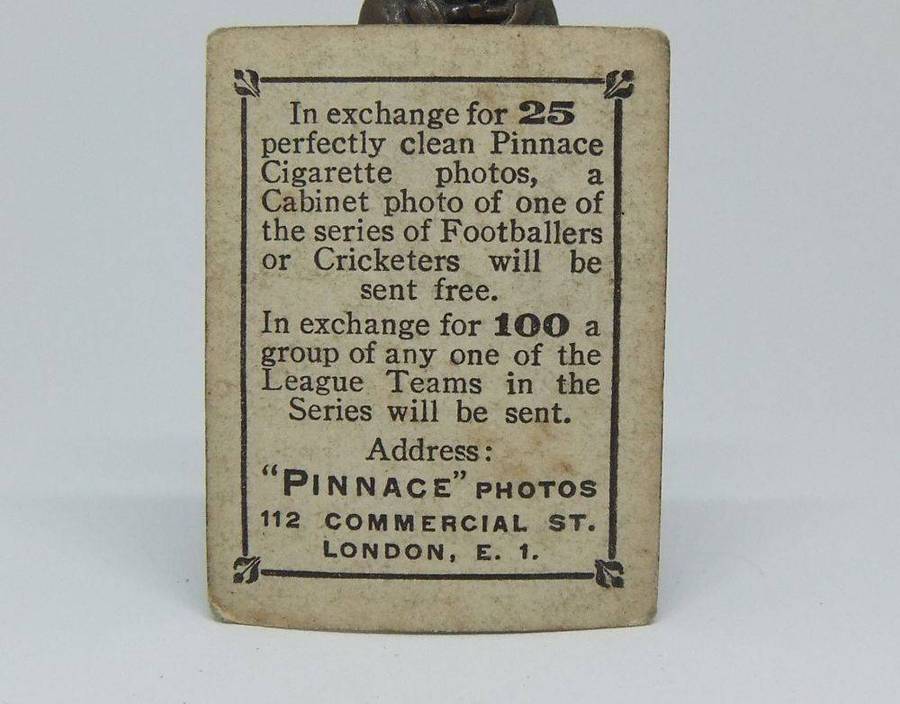 In exchange for 25
perfectly clean Pinnace
Cigarette photos, a
Cabinet photo of one of
the series of Footballers
or Cricketers will be
sent free.
In exchange for 100 a
group of any one of the
League Teams in the
Series will be sent.
Address:
"PINNACE" PHOTOS
112 COMMERCIAL ST.
LONDON, E. 1.